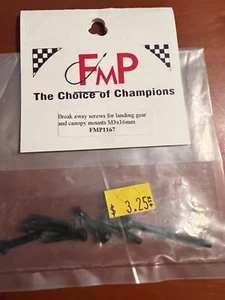 FMP
The Choice of Champions
Break away screws for landing gear
and canopy mounts M3x16mm
FMP1167
$ 3.25